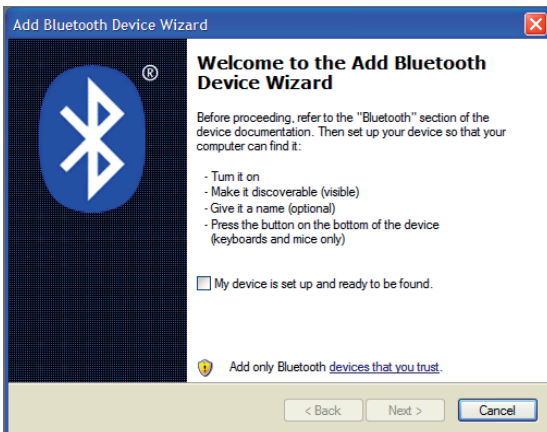 Add Bluetooth Device Wizard
®
Welcome to the Add Bluetooth
Device Wizard
Before proceeding, refer to the "Bluetooth" section of the
device documentation. Then set up your device so that your
computer can find it:
- Turn it on
- Make it discoverable (visible)
- Give it a name (optional)
- Press the button on the bottom of the device
(keyboards and mice only)
My device is set up and ready to be found.
Add only Bluetooth devices that you trust.
< Back Next > Cancel